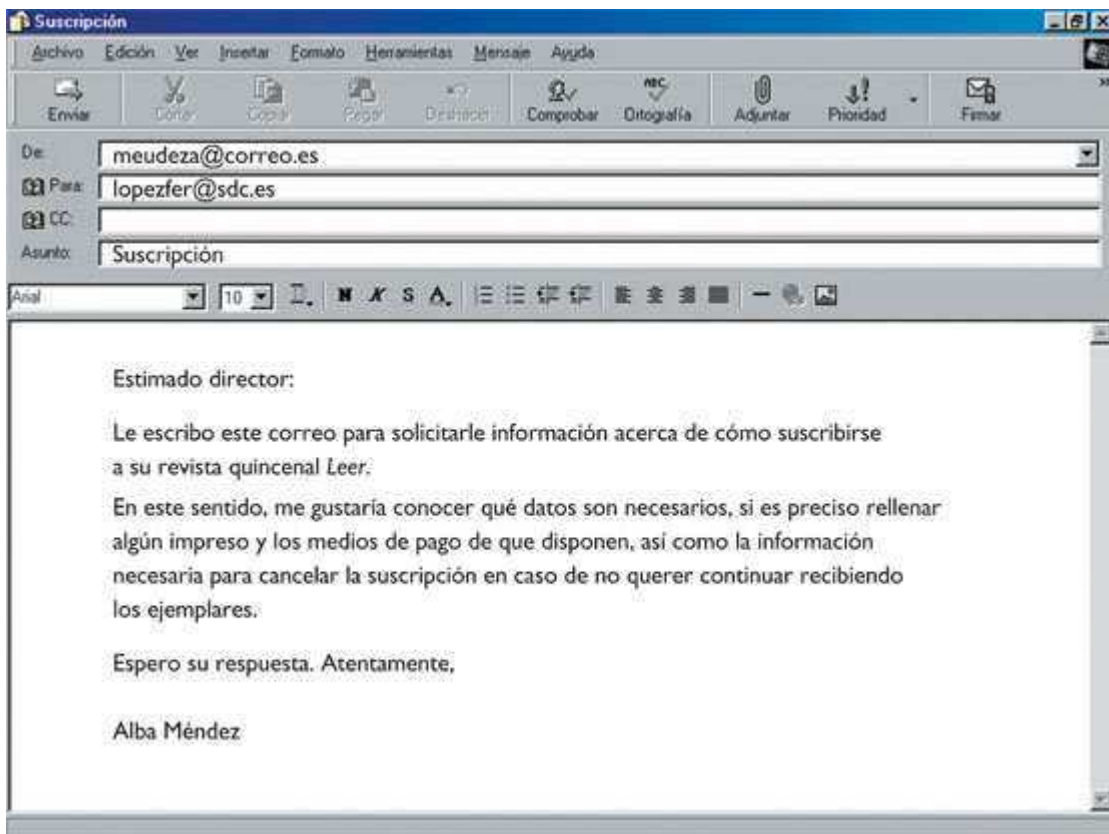 Suscripción
Archivo Edición Ver Insertar Formato Herramientas Mensaje Ayuda
ABC
Enviar Cortar Copiar Pegar Deshacer Comprobar Ortografía Adjuntar Prioridad Firmar
De: meudeza@correo.es
Para: lopezfer@sdc.es
CC:
Asunto: Suscripción
Arial 10 N K S A
Estimado director:
Le escribo este correo para solicitarle información acerca de cómo suscribirse
a su revista quincenal Leer.
En este sentido, me gustaría conocer qué datos son necesarios, si es preciso rellenar
algún impreso y los medios de pago de que disponen, así como la información
necesaria para cancelar la suscripción en caso de no querer continuar recibiendo
los ejemplares.
Espero su respuesta. Atentamente,
Alba Méndez